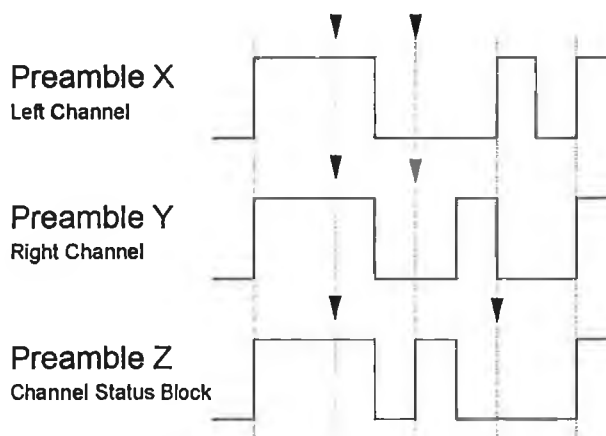 Preamble X
Left Channel
Preamble Y
Right Channel
Preamble Z
Channel Status Block